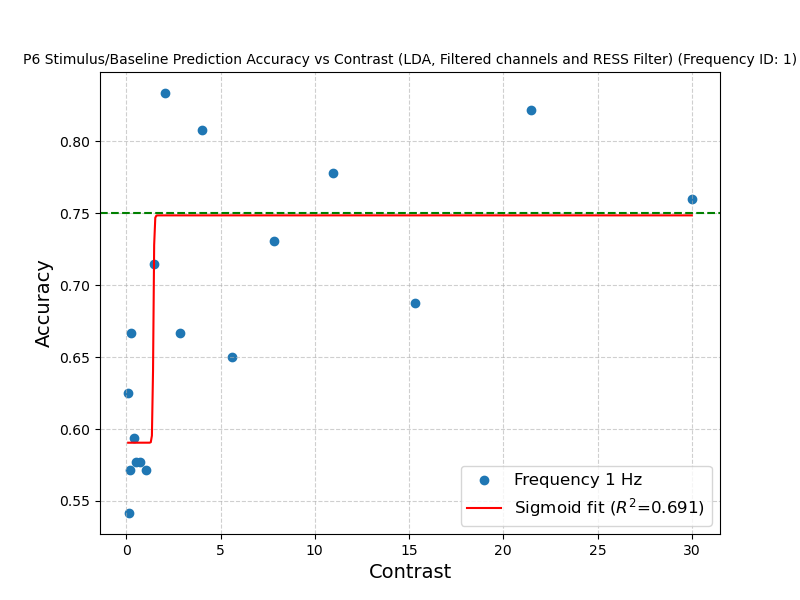 P6 Stimulus/Baseline Prediction Accuracy vs Contrast (LDA, Filtered channels and RESS Filter) (Frequency ID: 1)
Accuracy
0.80
0.75
0.70
0.65
0.60
0.55
Frequency 1 Hz
Sigmoid fit (R²=0.691)
0 5 10 15 20 25 30
Contrast